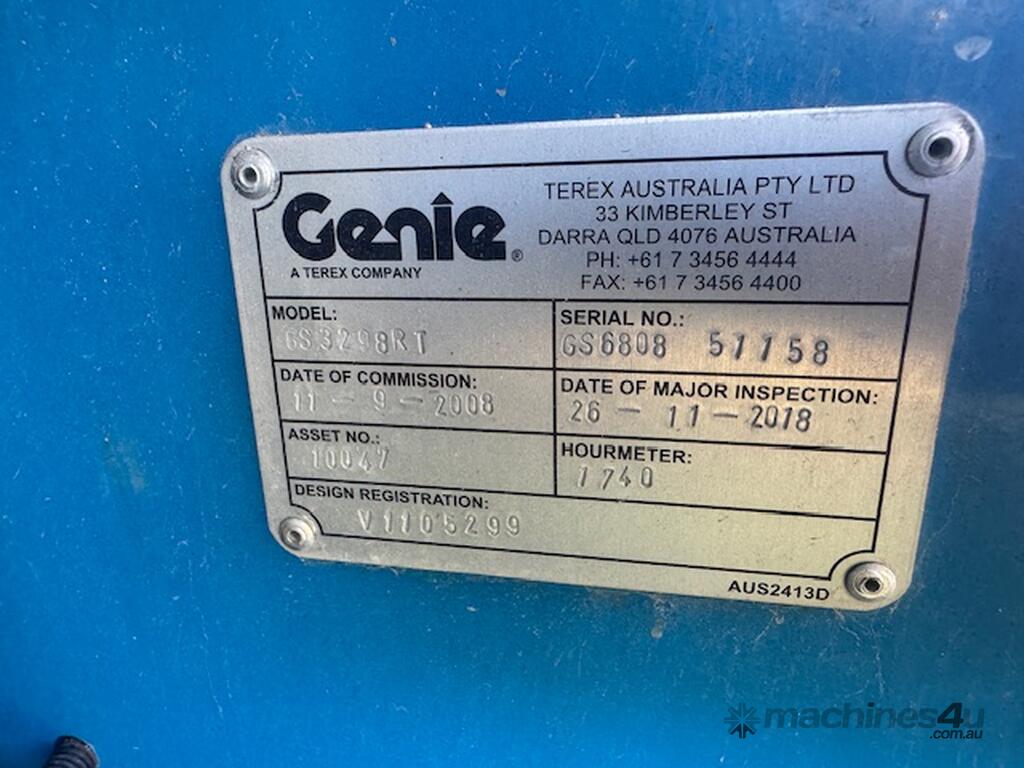 Genie®
A TEREX COMPANY
TEREX AUSTRALIA PTY LTD
33 KIMBERLEY ST
DARRA QLD 4076 AUSTRALIA
PH: +61 7 3456 4444
FAX: +61 7 3456 4400
MODEL:
GS3298RT
SERIAL NO.:
GS6808 51158
DATE OF COMMISSION:
11-9-2008
DATE OF MAJOR INSPECTION:
26-11-2018
ASSET NO.:
10047
HOURMETER:
1740
DESIGN REGISTRATION:
V1105299
AUS2413D
machines4u
.com.au